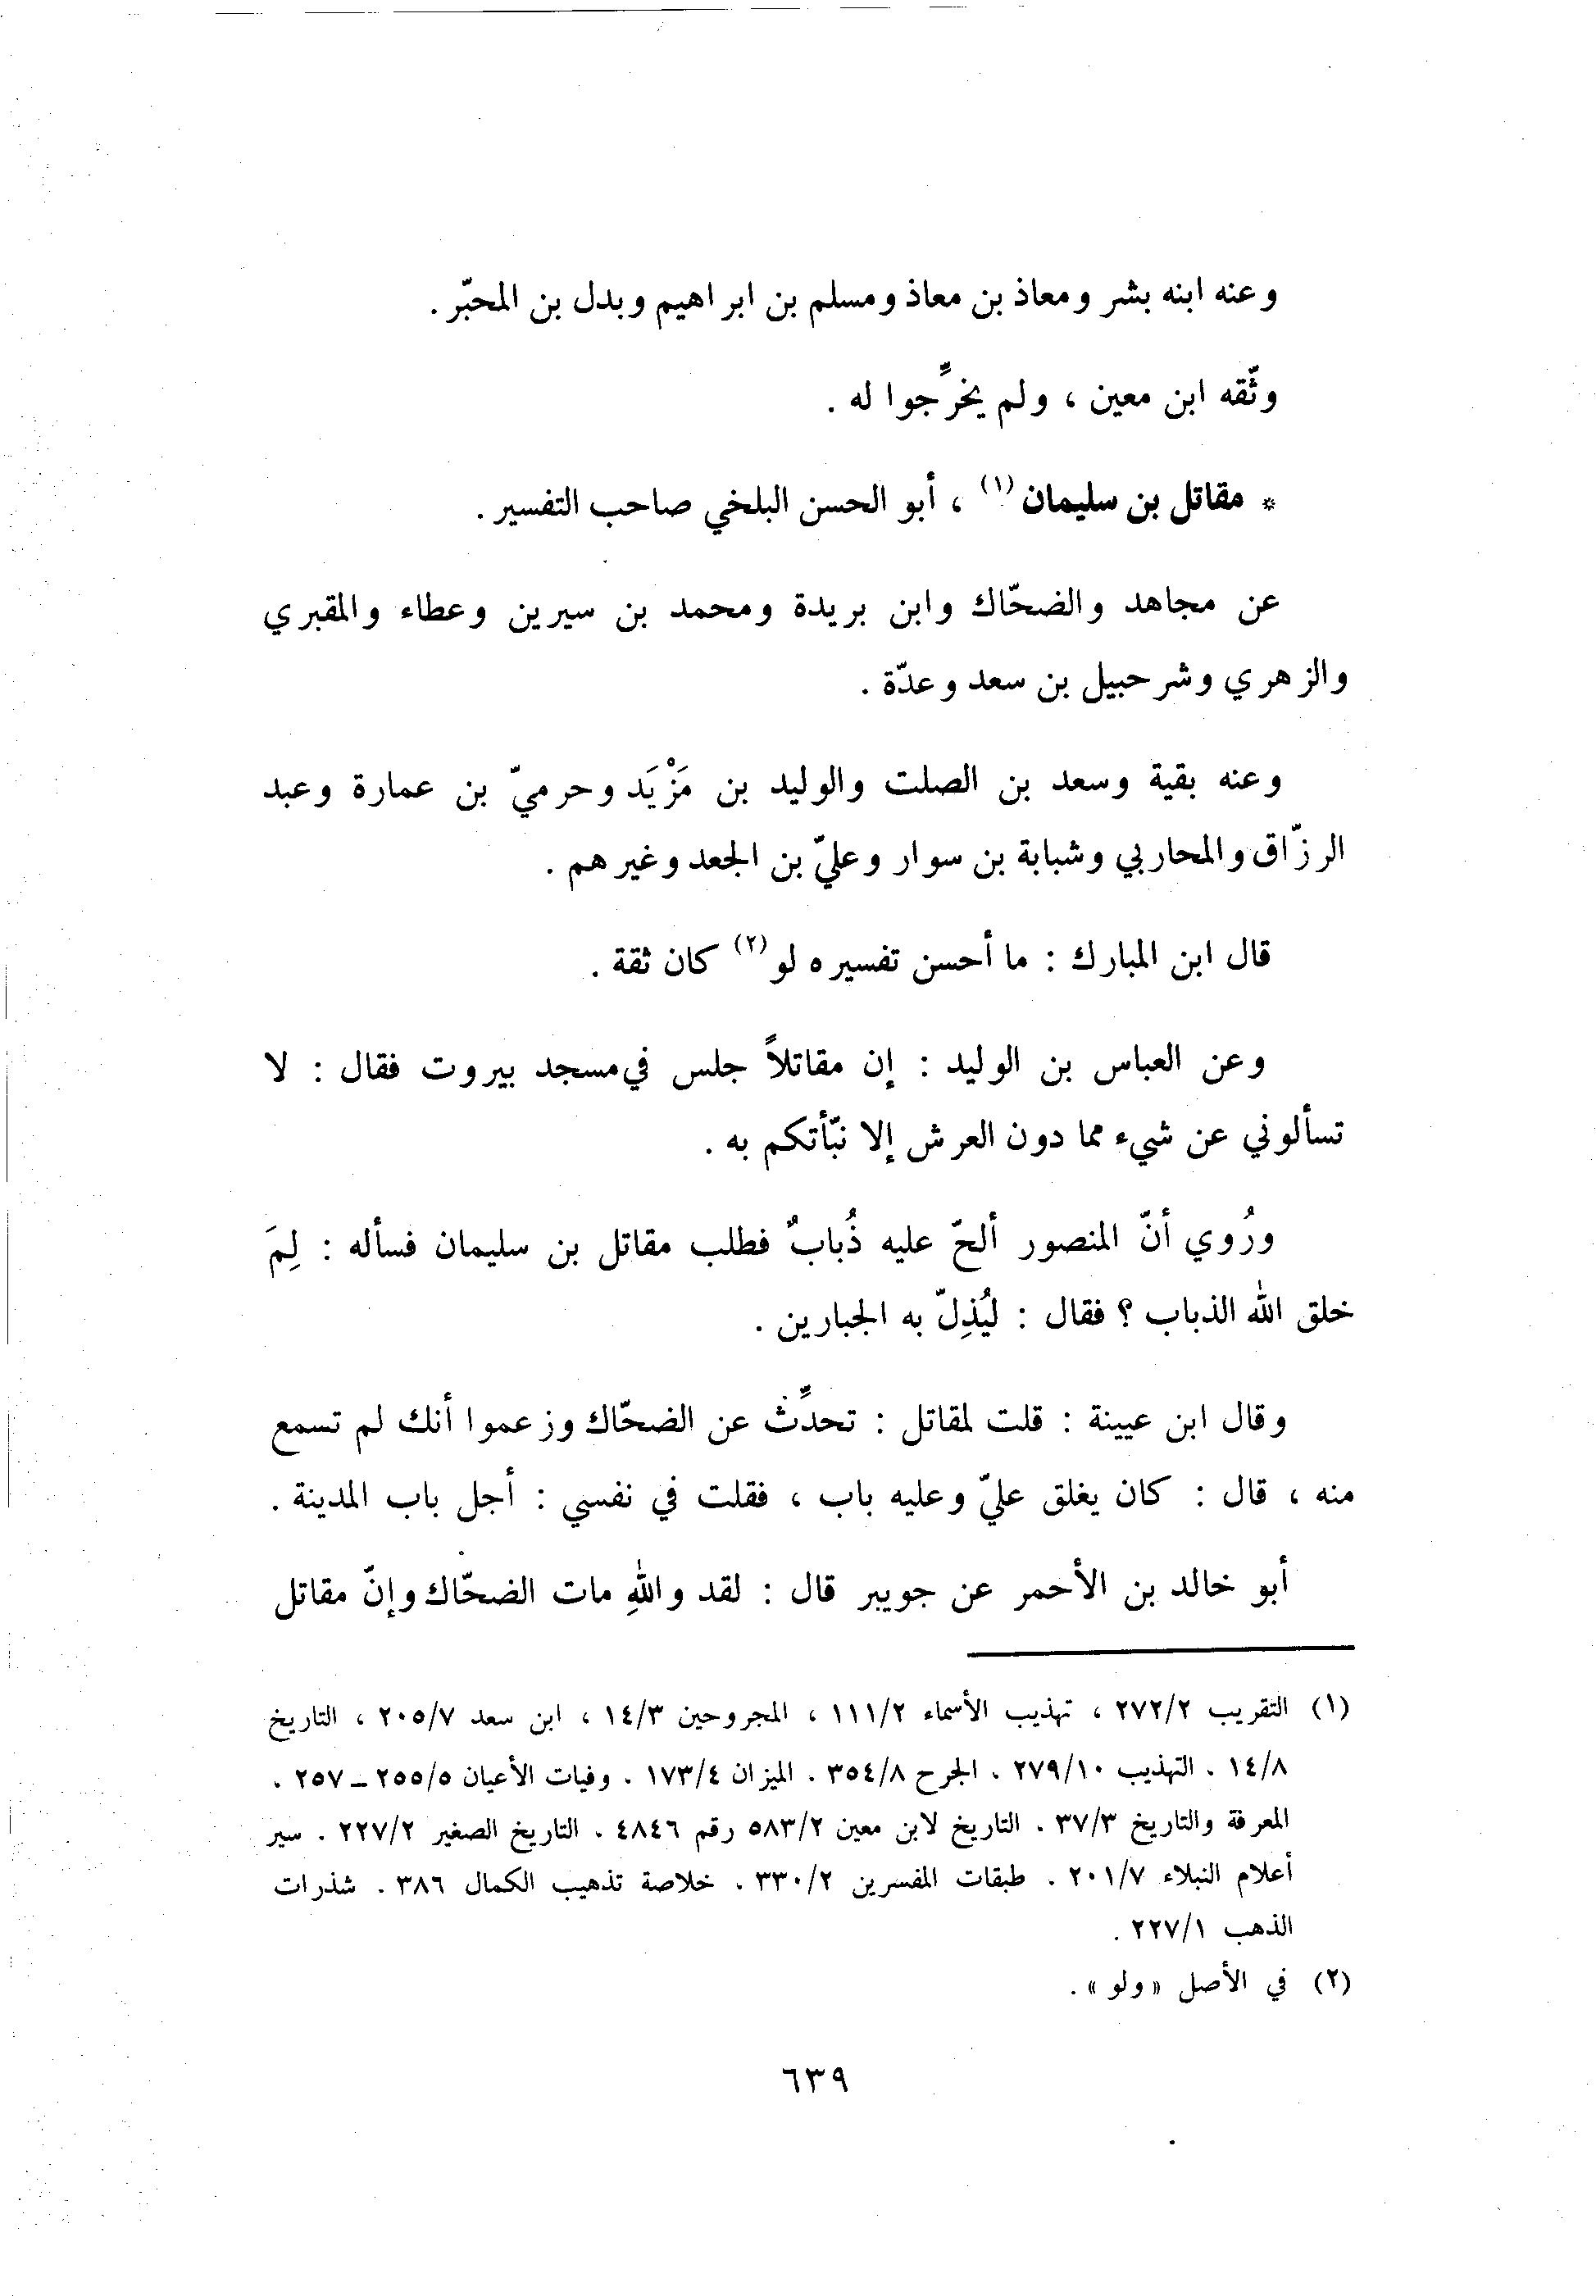 وعنه ابنه بشر ومعاذ بن معاذ ومسلم بن ابراهيم وبدل بن المحبّر .
وثّقه ابن معين ، ولم يخرِّجوا له .
* مقاتل بن سليمان (١) ، أبو الحسن البلخي صاحب التفسير .
عن مجاهد والضحّاك وابن بريدة ومحمد بن سيرين وعطاء والمقبري
والزهري وشرحبيل بن سعد وعدّة .
وعنه بقية وسعد بن الصلت والوليد بن مَزْيَد وحرميّ بن عمارة وعبد
الرزّاق والمحاربي وشبابة بن سوار وعليّ بن الجعد وغيرهم .
قال ابن المبارك : ما أحسن تفسيره لو (٢) كان ثقة .
وعن العباس بن الوليد : إن مقاتلاً جلس في مسجد بيروت فقال : لا
تسألوني عن شيء مما دون العرش إلا نبّأتكم به .
ورُوي أنّ المنصور ألحّ عليه ذُبابٌ فطلب مقاتل بن سليمان فسأله : لِمَ
خلق الله الذباب ؟ فقال : ليُذِلّ به الجبارين .
وقال ابن عيينة : قلت لمقاتل : تحدِّث عن الضحّاك وزعموا أنك لم تسمع
منه ، قال : كان يغلق عليّ وعليه باب ، فقلت في نفسي : أجل باب المدينة .
أبو خالد بن الأحمر عن جويبر قال : لقد واللهِ مات الضحّاك وإنّ مقاتل
(١) التقريب ٢٧٢/٢ ، تهذيب الأسماء ١١١/٢ ، المجروحين ١٤/٣ ، ابن سعد ٢٠٥/٧ ، التاريخ
١٤/٨ . التهذيب ٢٧٩/١٠ . الجرح ٣٥٤/٨ . الميزان ١٧٣/٤ . وفيات الأعيان ٢٥٥/٥ - ٢٥٧ .
المعرفة والتاريخ ٣٧/٣ . التاريخ لابن معين ٥٨٣/٢ رقم ٤٨٤٦ . التاريخ الصغير ٢٢٧/٢ . سير
أعلام النبلاء ٢٠١/٧ . طبقات المفسرين ٣٣٠/٢ . خلاصة تذهيب الكمال ٣٨٦ . شذرات
الذهب ٢٢٧/١ .
(٢) في الأصل « ولو » .
٦٣٩